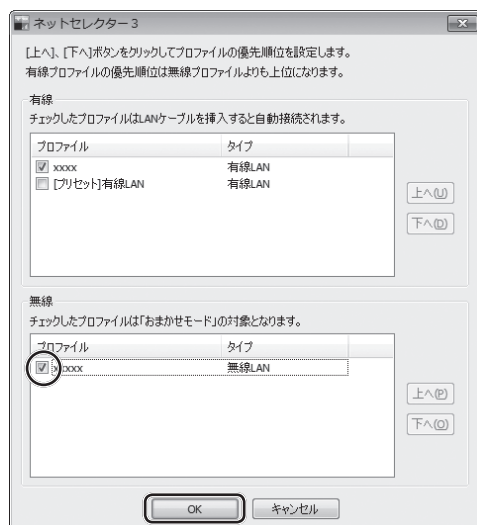 ネットセレクター3
[上へ]、[下へ]ボタンをクリックしてプロファイルの優先順位を設定します。
有線プロファイルの優先順位は無線プロファイルよりも上位になります。
有線
チェックしたプロファイルはLANケーブルを挿入すると自動接続されます。
プロファイル タイプ
xxxx 有線LAN
[プリセット]有線LAN 有線LAN
上へ(U)
下へ(D)
無線
チェックしたプロファイルは「おまかせモード」の対象となります。
プロファイル タイプ
xxxxx 無線LAN
上へ(P)
下へ(O)
OK キャンセル